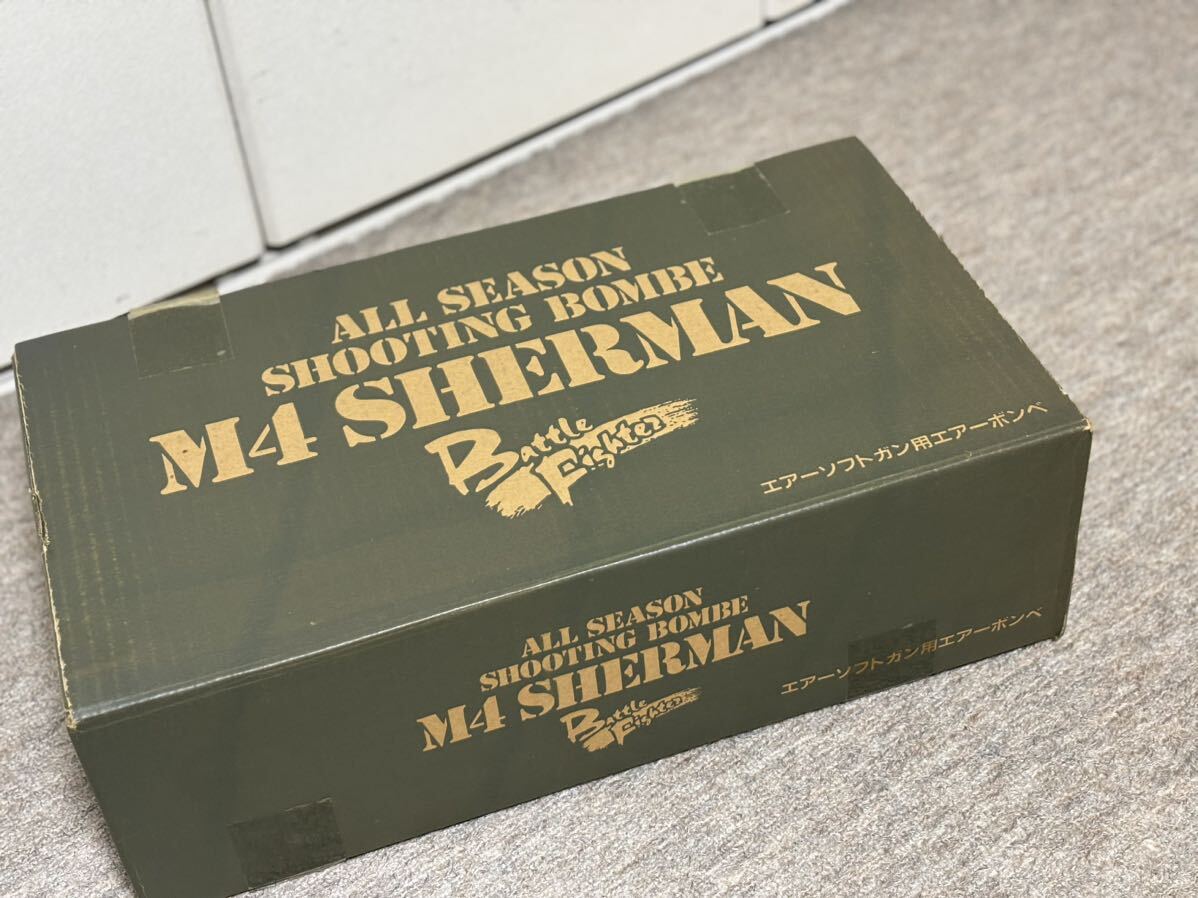 ALL SEASON
SHOOTING BOMBE
M4 SHERMAN
Battle
Fighter
エアーソフトガン用エアーボンベ
ALL SEASON
SHOOTING BOMBE
M4 SHERMAN
Battle
Fighter
エアーソフトガン用エアーボンベ